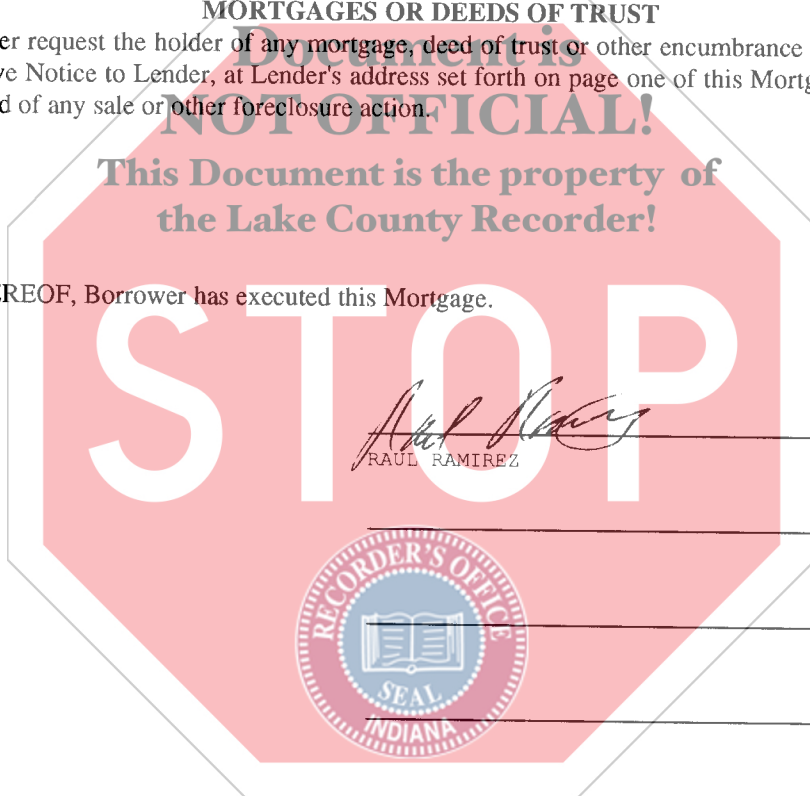 MORTGAGES OR DEEDS OF TRUST
er request the holder of any mortgage, deed of trust or other encumbrance
ve Notice to Lender, at Lender's address set forth on page one of this Mortg
d of any sale or other foreclosure action.
Document is
NOT OFFICIAL!
This Document is the property of
the Lake County Recorder!
EREOF, Borrower has executed this Mortgage.
STOP
Raul Ramirez
RAUL RAMIREZ
RECORDER'S OFFICE
SEAL
INDIANA